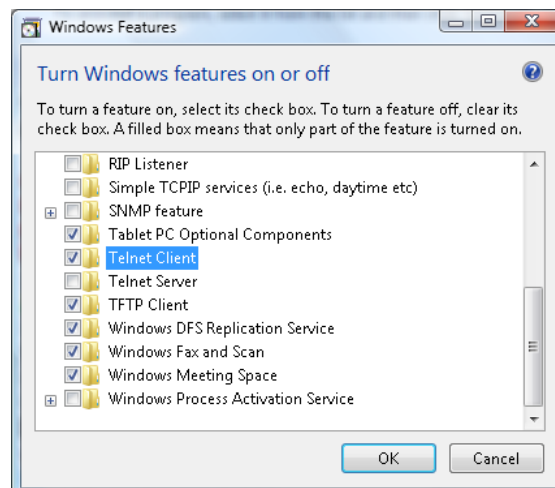 Windows Features
Turn Windows features on or off
To turn a feature on, select its check box. To turn a feature off, clear its
check box. A filled box means that only part of the feature is turned on.
RIP Listener
Simple TCPIP services (i.e. echo, daytime etc)
SNMP feature
Tablet PC Optional Components
Telnet Client
Telnet Server
TFTP Client
Windows DFS Replication Service
Windows Fax and Scan
Windows Meeting Space
Windows Process Activation Service
OK Cancel